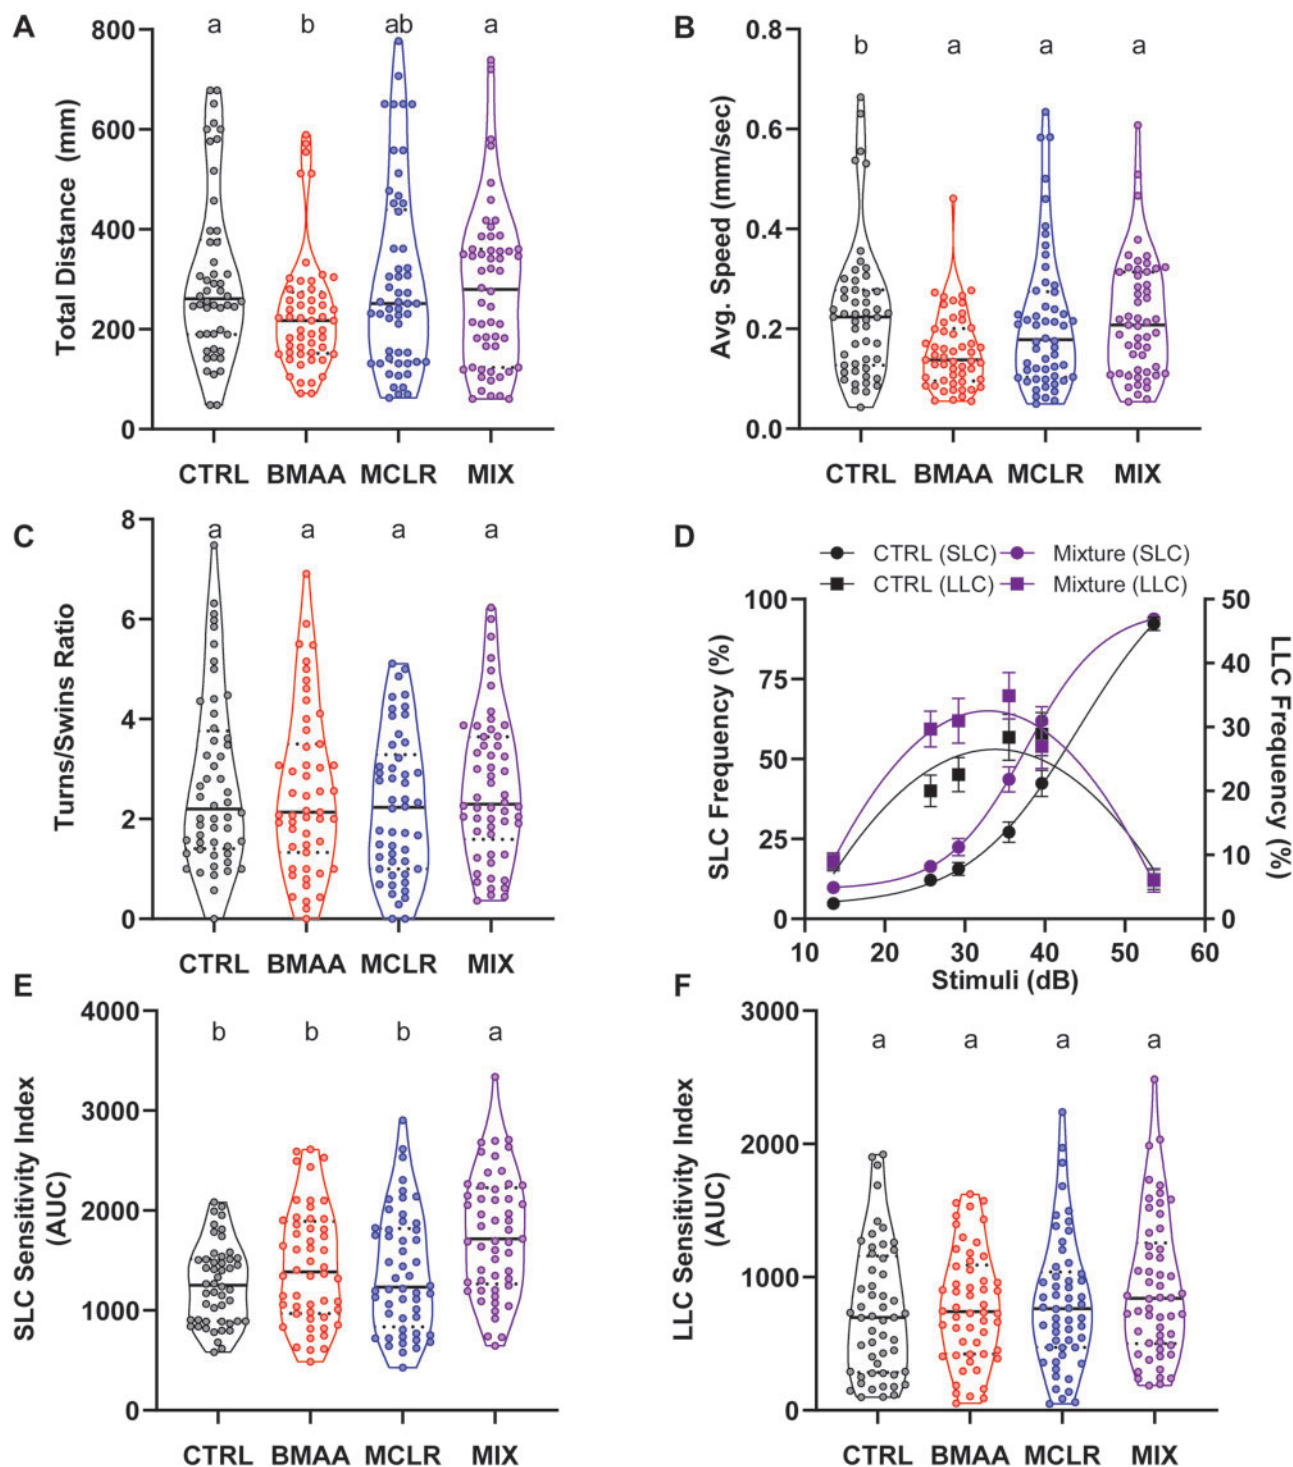 A
B
a b ab a
b a a a
Total Distance (mm)
800
600
400
200
0
CTRL BMAA MCLR MIX
Avg. Speed (mm/sec)
0.8
0.6
0.4
0.2
0.0
CTRL BMAA MCLR MIX
C
a a a a
Turns/Swins Ratio
8
6
4
2
0
CTRL BMAA MCLR MIX
D
CTRL (SLC) Mixture (SLC)
CTRL (LLC) Mixture (LLC)
SLC Frequency (%)
100
75
50
25
0
50
40
30
20
10
0
LLC Frequency (%)
10 20 30 40 50 60
Stimuli (dB)
E
b b b a
SLC Sensitivity Index
(AUC)
4000
3000
2000
1000
0
CTRL BMAA MCLR MIX
F
a a a a
LLC Sensitivity Index
(AUC)
3000
2000
1000
0
CTRL BMAA MCLR MIX